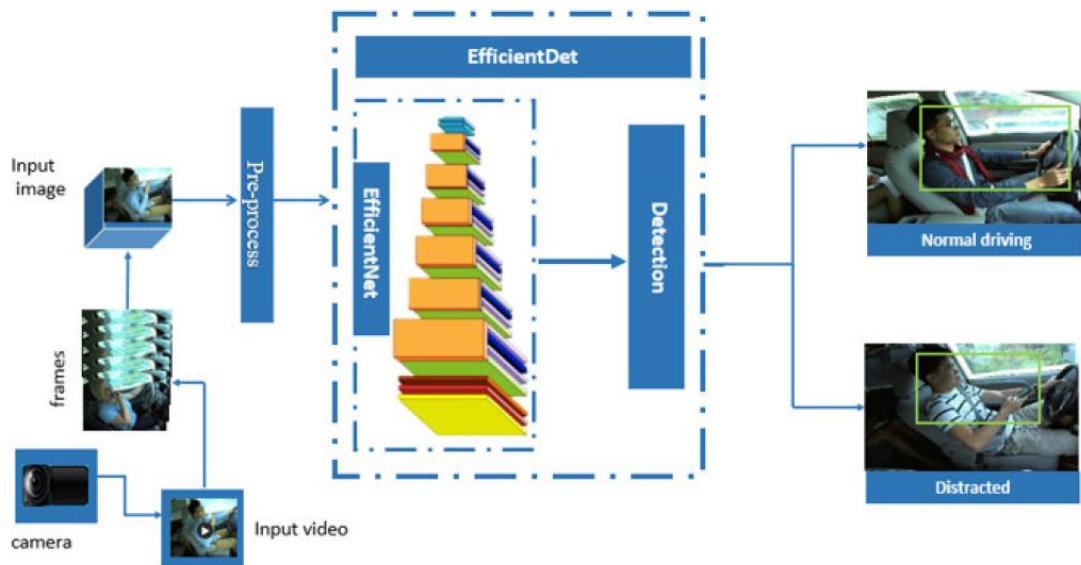 EfficientDet
Input
image
Pre-process
EfficientNet
Detection
Normal driving
frames
Distracted
camera
Input video